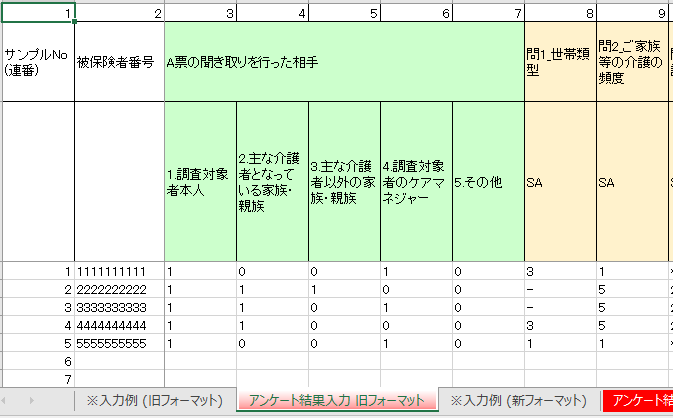 1 2 3 4 5 6 7 8 9
サンプルNo
(連番)
被保険者番号
A票の聞き取りを行った相手
問1_世帯類
型
問2_ご家族
等の介護の
頻度
1.調査対象
者本人
2.主な介護
者となって
いる家族・
親族
3.主な介護
者以外の家
族・親族
4.調査対象
者のケアマ
ネジャー
5.その他
SA
SA
1 1111111111 1 0 0 1 0 3 1
2 2222222222 1 1 1 0 0 - 5
3 3333333333 1 1 0 1 0 - 5
4 4444444444 1 1 0 0 0 3 5
5 5555555555 1 0 0 1 0 1 1
6
7
※入力例 (旧フォーマット) アンケート結果入力 旧フォーマット ※入力例 (新フォーマット) アンケート結